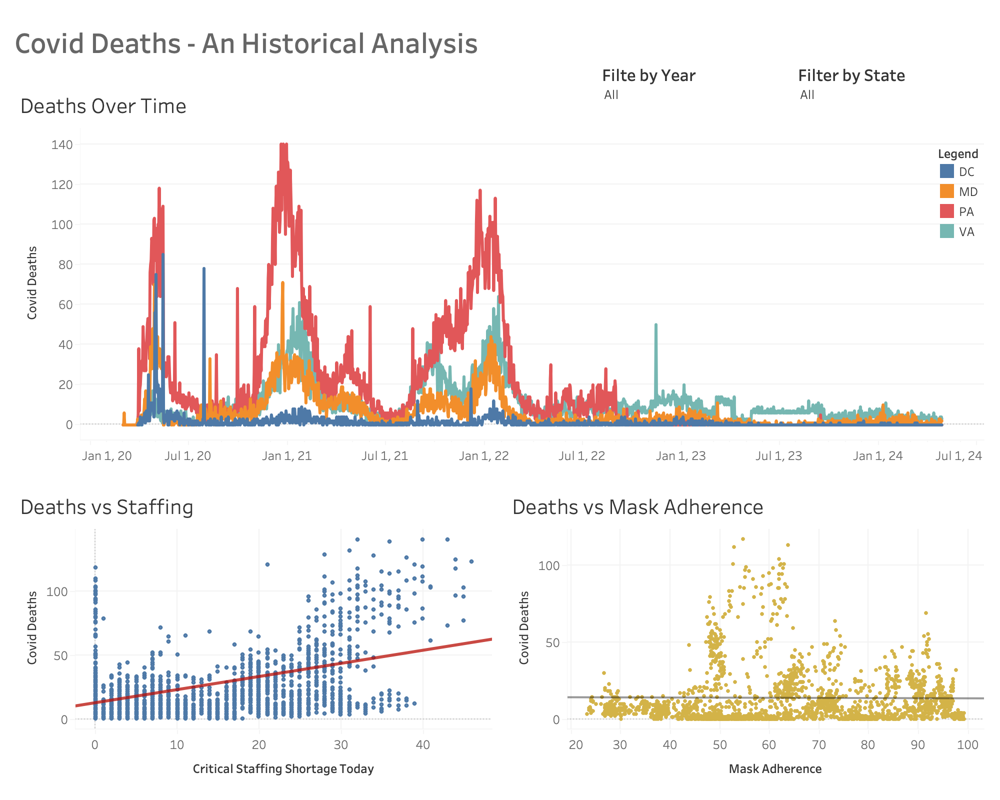 Covid Deaths - An Historical Analysis
Filte by Year
Filter by State
All
All
Deaths Over Time
Covid Deaths
140
120
100
80
60
40
20
0
Legend
DC
MD
PA
VA
Jan 1, 20
Jul 1, 20
Jan 1, 21
Jul 1, 21
Jan 1, 22
Jul 1, 22
Jan 1, 23
Jul 1, 23
Jan 1, 24
Jul 1, 24
Deaths vs Staffing
Covid Deaths
100
50
0
0
10
20
30
40
Critical Staffing Shortage Today
Deaths vs Mask Adherence
Covid Deaths
100
50
0
20
30
40
50
60
70
80
90
100
Mask Adherence